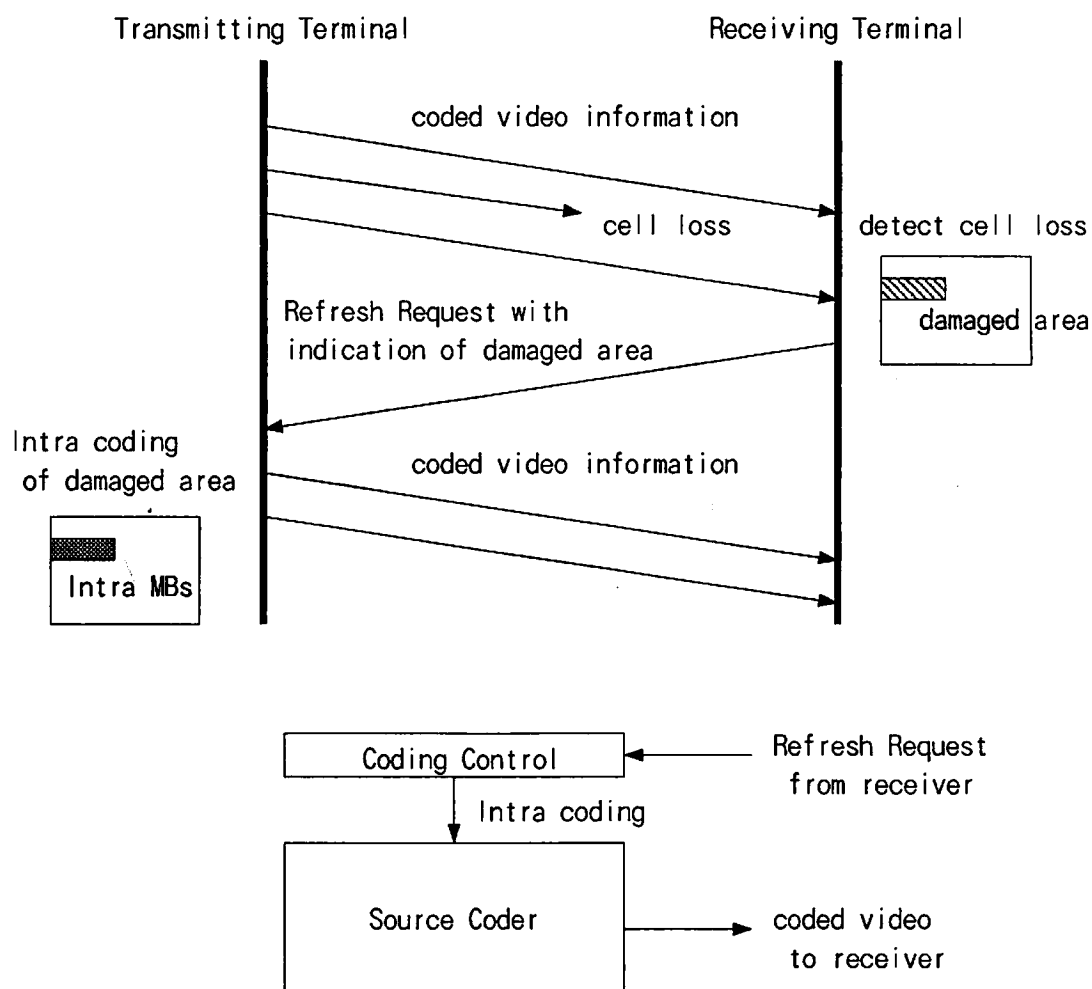 Transmitting Terminal
Receiving Terminal
coded video information
cell loss
detect cell loss
damaged area
Refresh Request with
indication of damaged area
Intra coding
of damaged area
coded video information
Intra MBs
Coding Control
Refresh Request
from receiver
Intra coding
Source Coder
coded video
to receiver